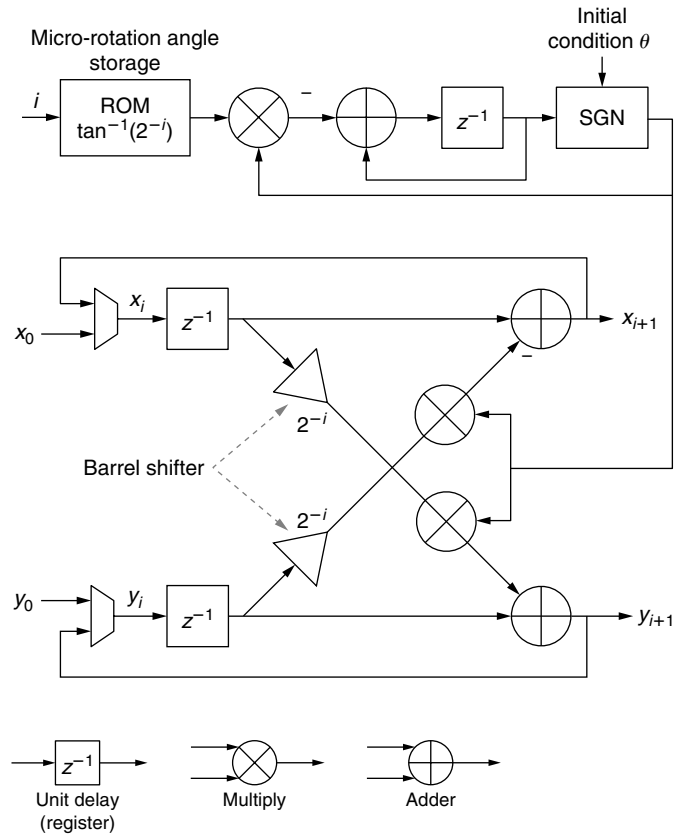 Initial
condition θ
Micro-rotation angle
storage
i
ROM
tan⁻¹(2⁻ⁱ)
−
z⁻¹
SGN
xᵢ
x₀
z⁻¹
xᵢ₊₁
−
2⁻ⁱ
Barrel shifter
2⁻ⁱ
y₀
yᵢ
z⁻¹
yᵢ₊₁
z⁻¹
Unit delay
(register)
Multiply
Adder